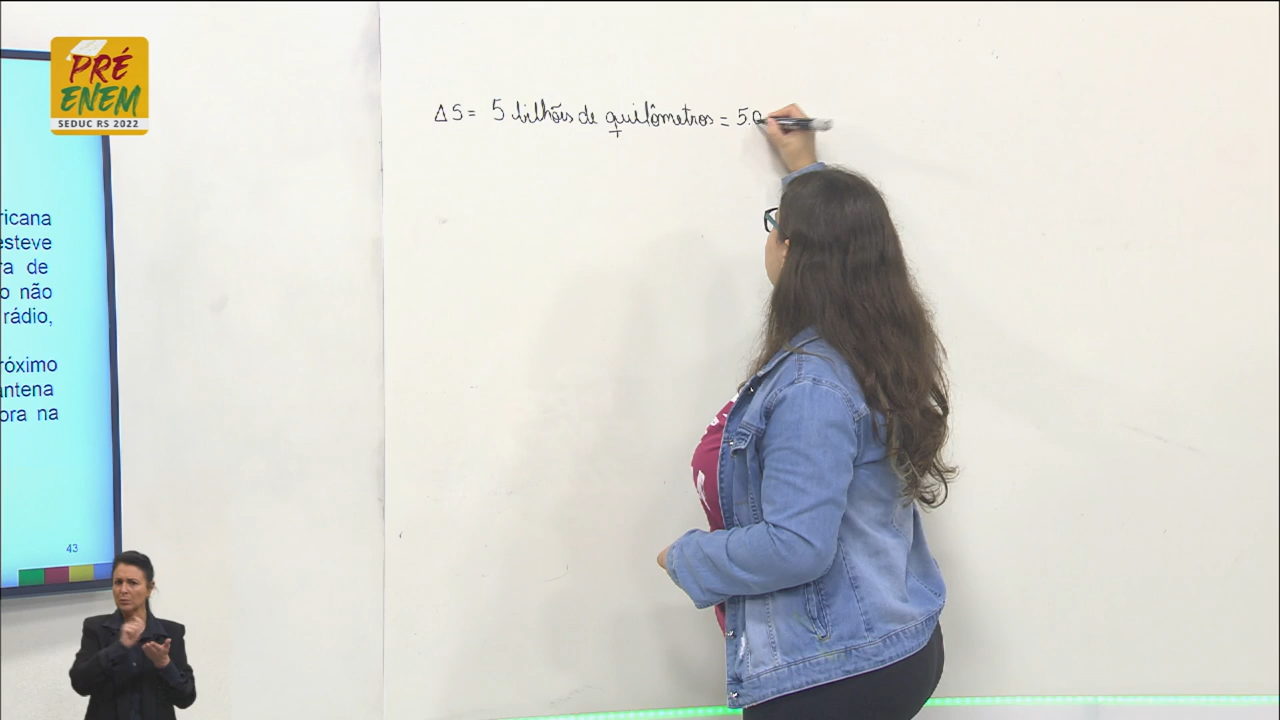 PRÉ
ENEM
SEDUC RS 2022
ΔS = 5 bilhões de quilômetros = 5.0
ricana
esteve
ra de
o não
rádio,
róximo
antena
ora na
43